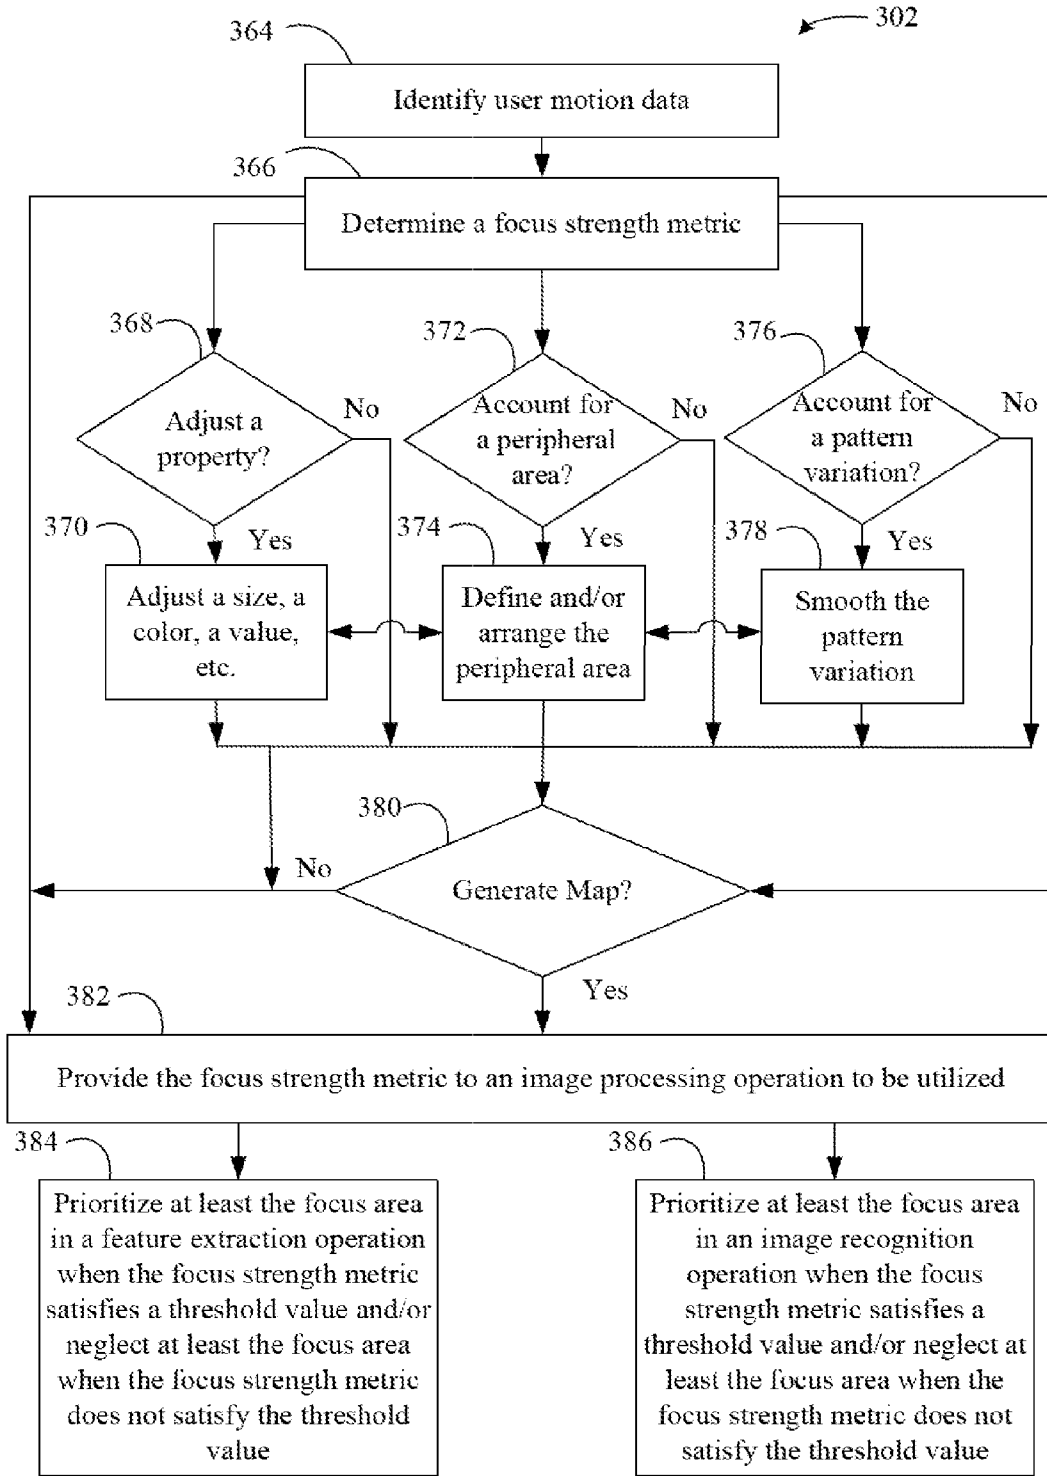 364
302
Identify user motion data
366
Determine a focus strength metric
368
372
376
Adjust a
property?
No
Account for
a peripheral
area?
No
Account for
a pattern
variation?
No
370
Yes
374
Yes
378
Yes
Adjust a size, a
color, a value,
etc.
Define and/or
arrange the
peripheral area
Smooth the
pattern
variation
380
No
Generate Map?
Yes
382
Provide the focus strength metric to an image processing operation to be utilized
384
386
Prioritize at least the focus area
in a feature extraction operation
when the focus strength metric
satisfies a threshold value and/or
neglect at least the focus area
when the focus strength metric
does not satisfy the threshold
value
Prioritize at least the focus area
in an image recognition
operation when the focus
strength metric satisfies a
threshold value and/or neglect at
least the focus area when the
focus strength metric does not
satisfy the threshold value